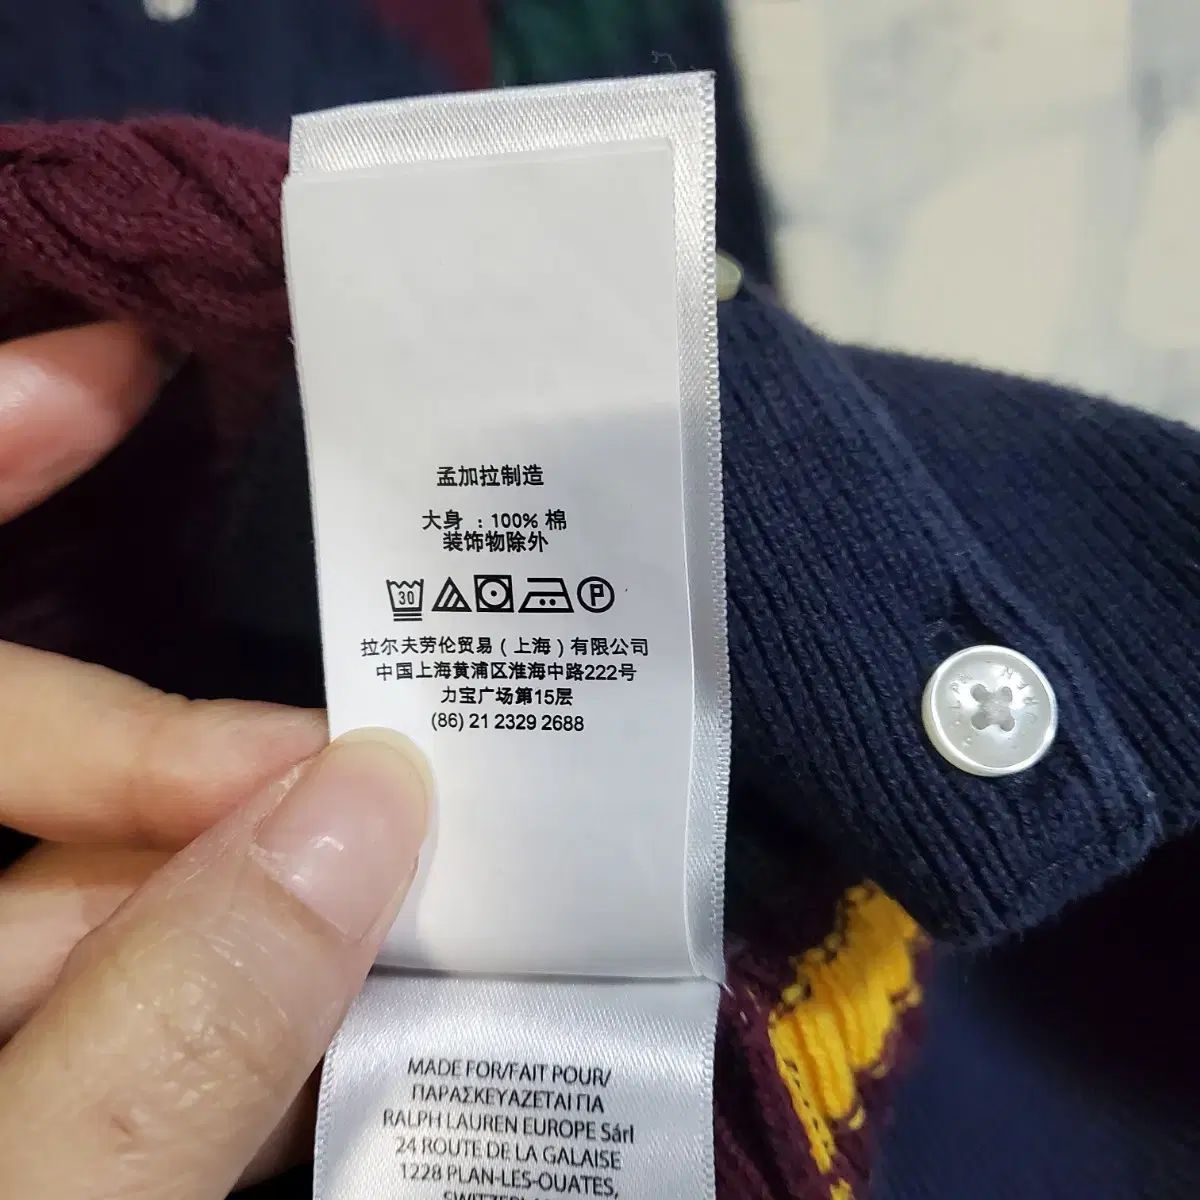 孟加拉制造
大身 : 100% 棉
装饰物除外
30 P
拉尔夫劳伦贸易 ( 上海 ) 有限公司
中国上海黄浦区淮海中路222号
力宝广场第15层
(86) 21 2329 2688
MADE FOR/FAIT POUR/
ΠΑΡΑΣΚΕΥΑΖΕΤΑΙ ΓΙΑ
RALPH LAUREN EUROPE Sárl
24 ROUTE DE LA GALAISE
1228 PLAN-LES-OUATES,